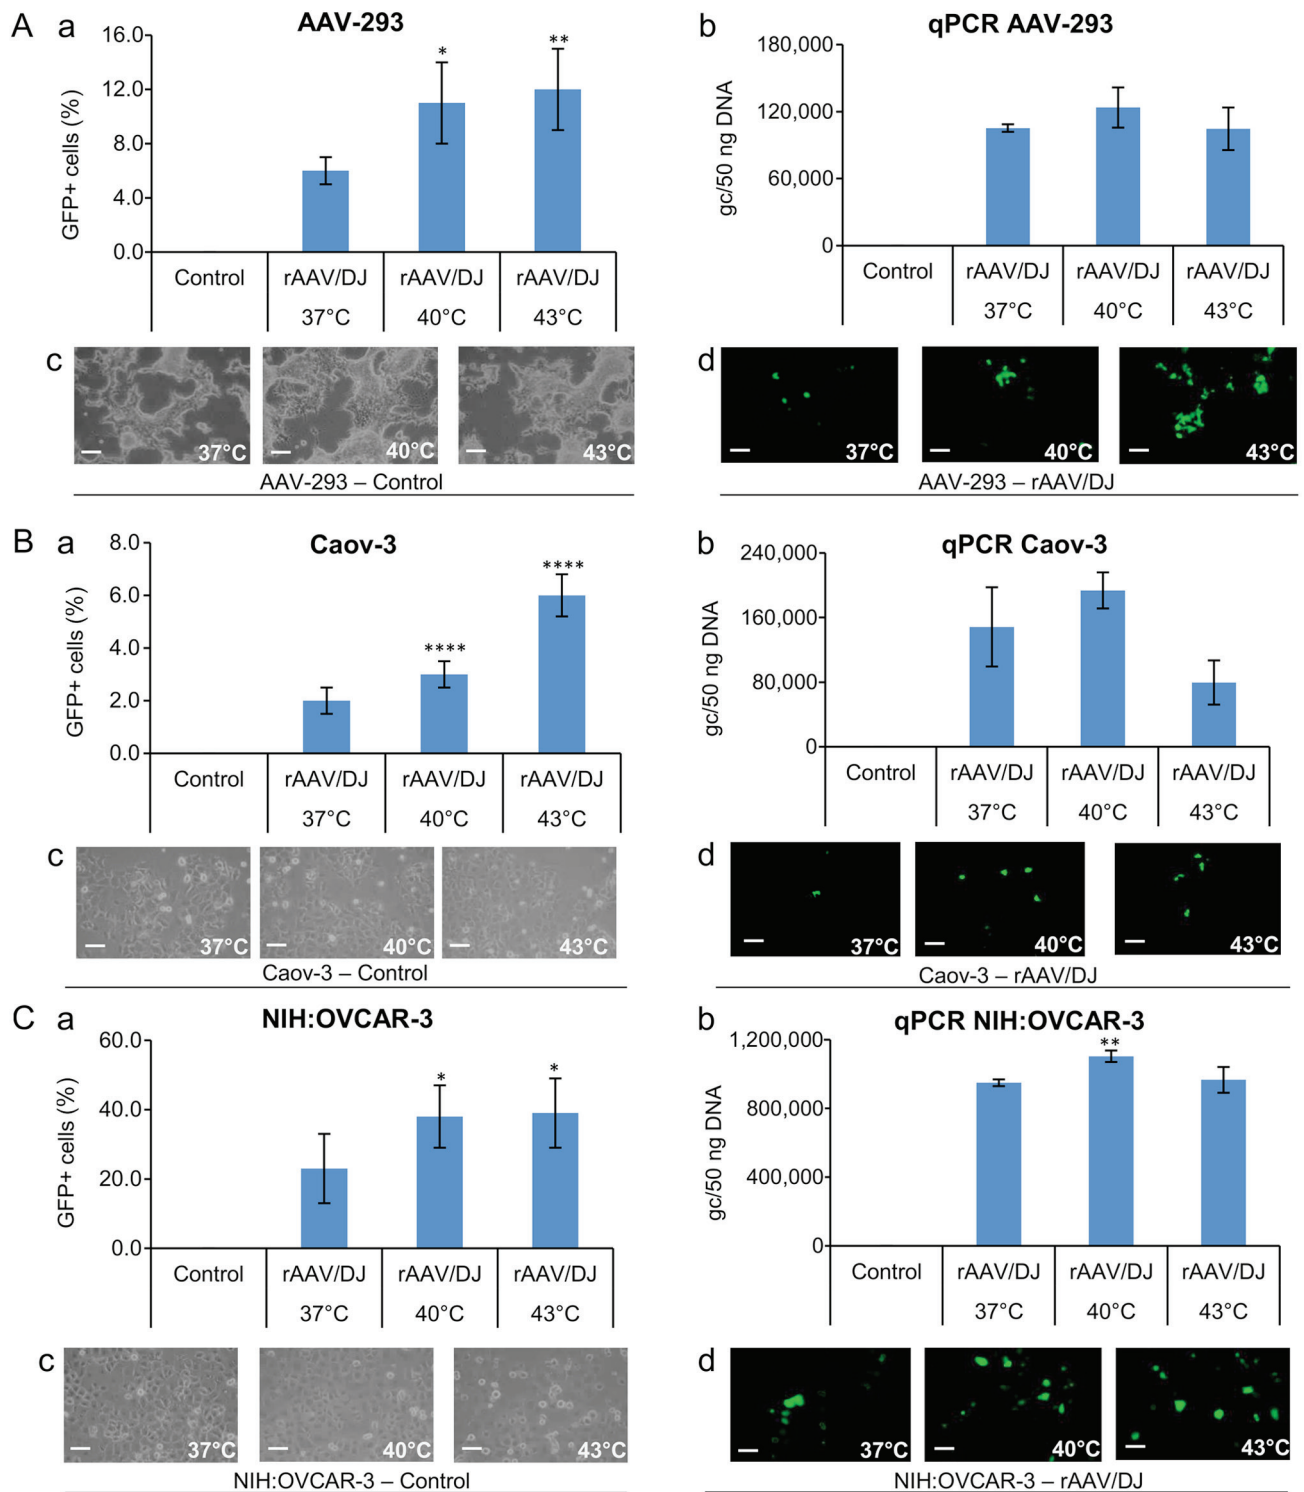 A a AAV-293
16.0
12.0
8.0
4.0
0.0
GFP+ cells (%)
* **
Control rAAV/DJ rAAV/DJ rAAV/DJ
37°C 40°C 43°C
b qPCR AAV-293
180,000
120,000
60,000
0
gc/50 ng DNA
Control rAAV/DJ rAAV/DJ rAAV/DJ
37°C 40°C 43°C
c
37°C 40°C 43°C
AAV-293 – Control
d
37°C 40°C 43°C
AAV-293 – rAAV/DJ
B a Caov-3
8.0
6.0
4.0
2.0
0.0
GFP+ cells (%)
**** ****
Control rAAV/DJ rAAV/DJ rAAV/DJ
37°C 40°C 43°C
b qPCR Caov-3
240,000
160,000
80,000
0
gc/50 ng DNA
Control rAAV/DJ rAAV/DJ rAAV/DJ
37°C 40°C 43°C
c
37°C 40°C 43°C
Caov-3 – Control
d
37°C 40°C 43°C
Caov-3 – rAAV/DJ
C a NIH:OVCAR-3
60.0
40.0
20.0
0.0
GFP+ cells (%)
* *
Control rAAV/DJ rAAV/DJ rAAV/DJ
37°C 40°C 43°C
b qPCR NIH:OVCAR-3
1,200,000
800,000
400,000
0
gc/50 ng DNA
**
Control rAAV/DJ rAAV/DJ rAAV/DJ
37°C 40°C 43°C
c
37°C 40°C 43°C
NIH:OVCAR-3 – Control
d
37°C 40°C 43°C
NIH:OVCAR-3 – rAAV/DJ